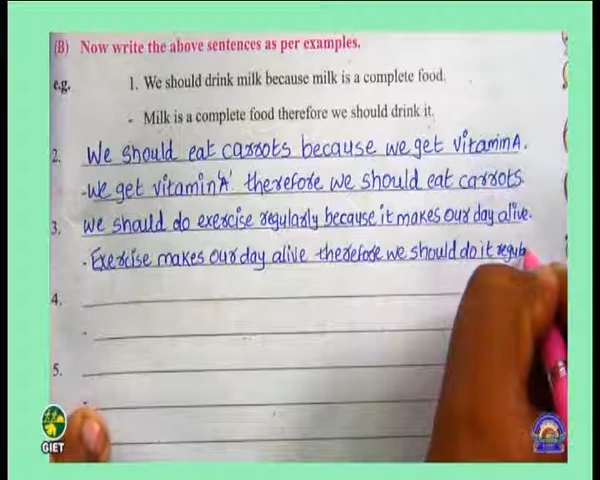 (B) Now write the above sentences as per examples.
e.g. 1. We should drink milk because milk is a complete food.
- Milk is a complete food therefore we should drink it.
2. We should eat carrots because we get vitamin A.
- we get vitamin 'A' therefore we should eat carrots.
3. we should do exercise regularly because it makes our day alive.
- Exercise makes our day alive therefore we should do it regub
4.
-
5.
-
GIET